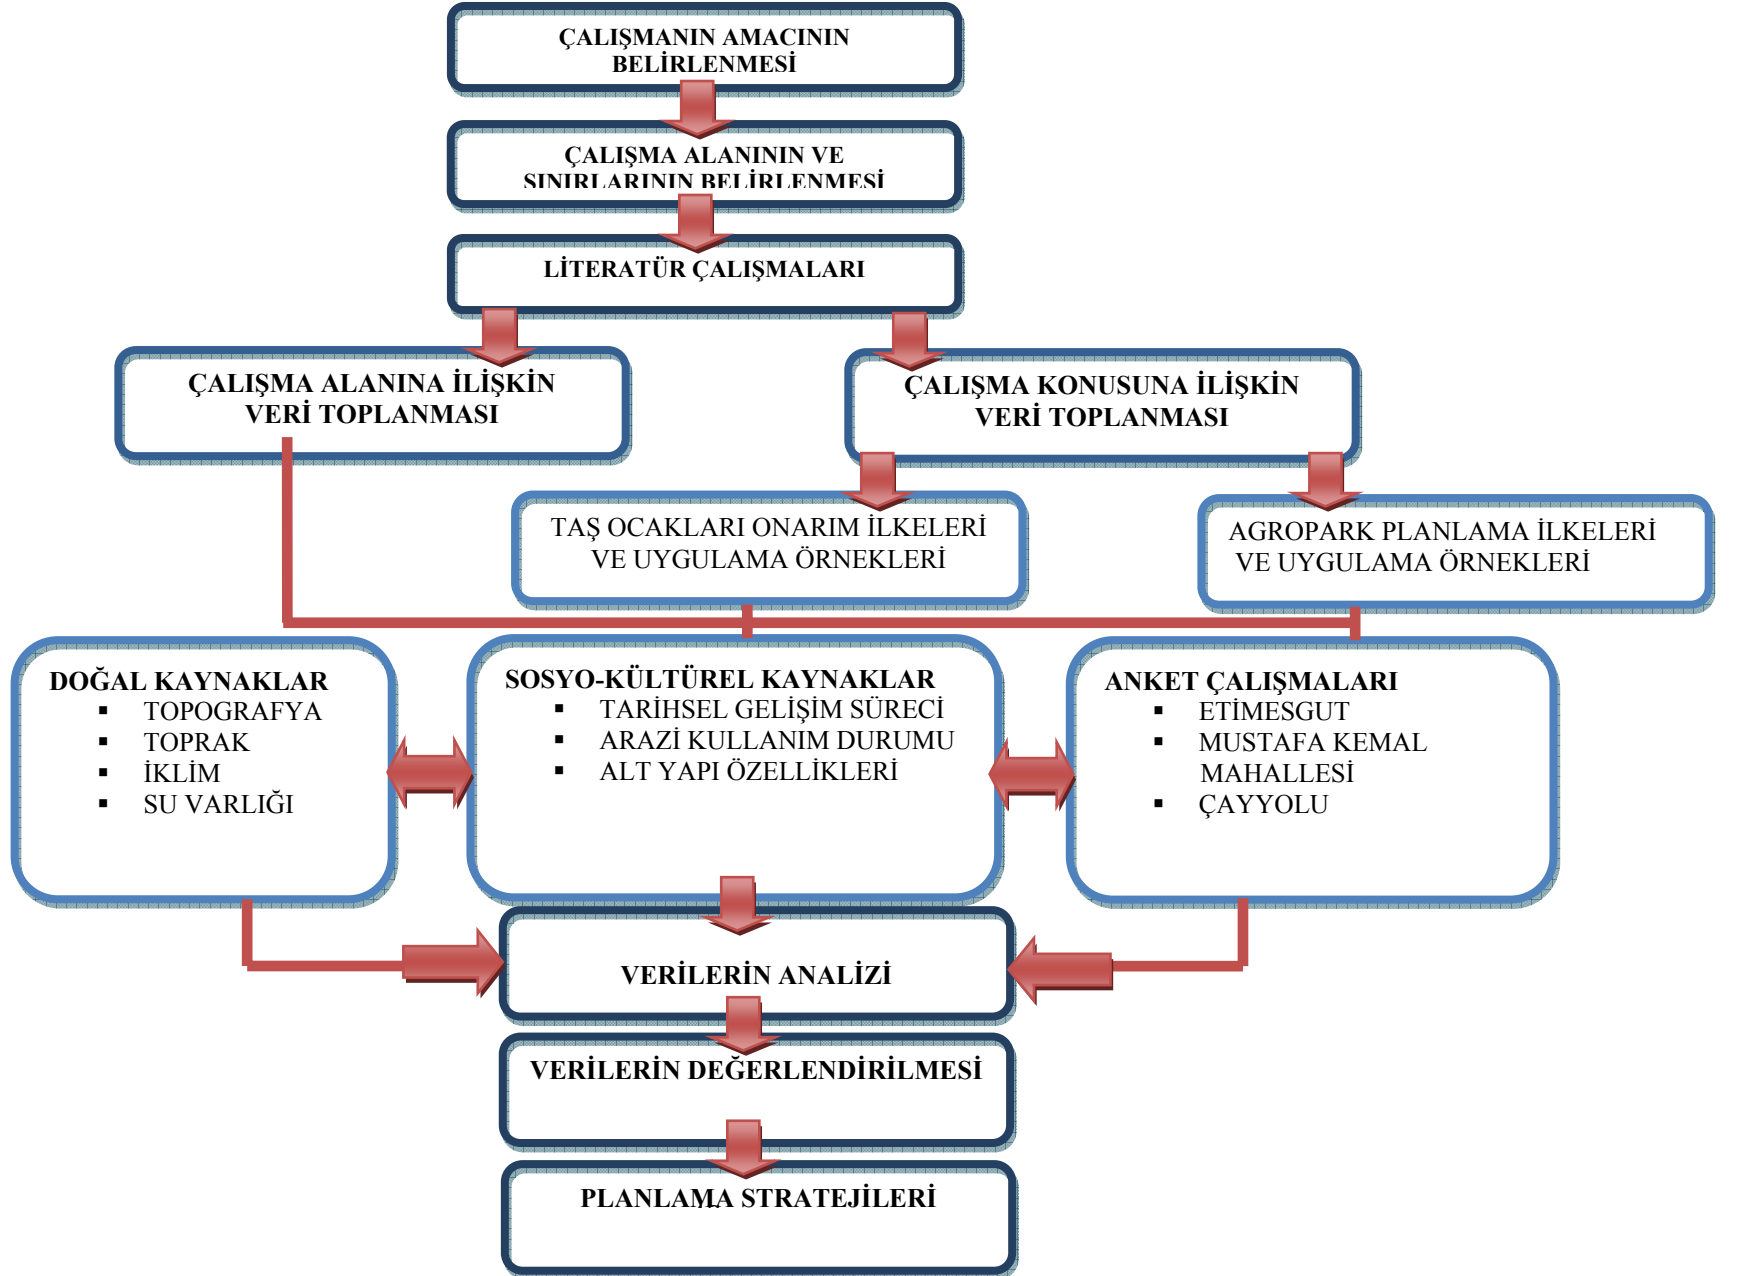 ÇALIŞMANIN AMACININ
BELİRLENMESİ
ÇALIŞMA ALANININ VE
SINIRLARININ BELİRLENMESİ
LİTERATÜR ÇALIŞMALARI
ÇALIŞMA ALANINA İLİŞKİN
VERİ TOPLANMASI
ÇALIŞMA KONUSUNA İLİŞKİN
VERİ TOPLANMASI
TAŞ OCAKLARI ONARIM İLKELERİ
VE UYGULAMA ÖRNEKLERİ
AGROPARK PLANLAMA İLKELERİ
VE UYGULAMA ÖRNEKLERİ
DOĞAL KAYNAKLAR
▪ TOPOGRAFYA
▪ TOPRAK
▪ İKLİM
▪ SU VARLIĞI
SOSYO-KÜLTÜREL KAYNAKLAR
▪ TARİHSEL GELİŞİM SÜRECİ
▪ ARAZİ KULLANIM DURUMU
▪ ALT YAPI ÖZELLİKLERİ
ANKET ÇALIŞMALARI
▪ ETİMESGUT
▪ MUSTAFA KEMAL
MAHALLESİ
▪ ÇAYYOLU
VERİLERİN ANALİZİ
VERİLERİN DEĞERLENDİRİLMESİ
PLANLAMA STRATEJİLERİ